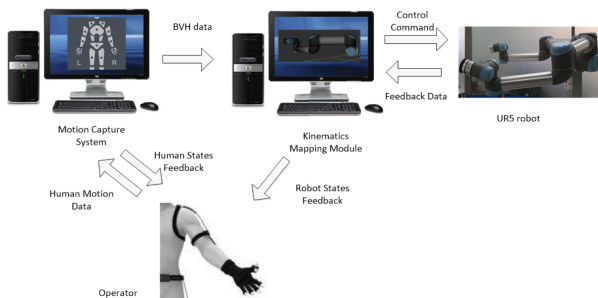 BVH data
Control
Command
L
R
Feedback Data
UR5 robot
Motion Capture
System
Kinematics
Mapping Module
Human States
Feedback
Human Motion
Data
Robot States
Feedback
Operator